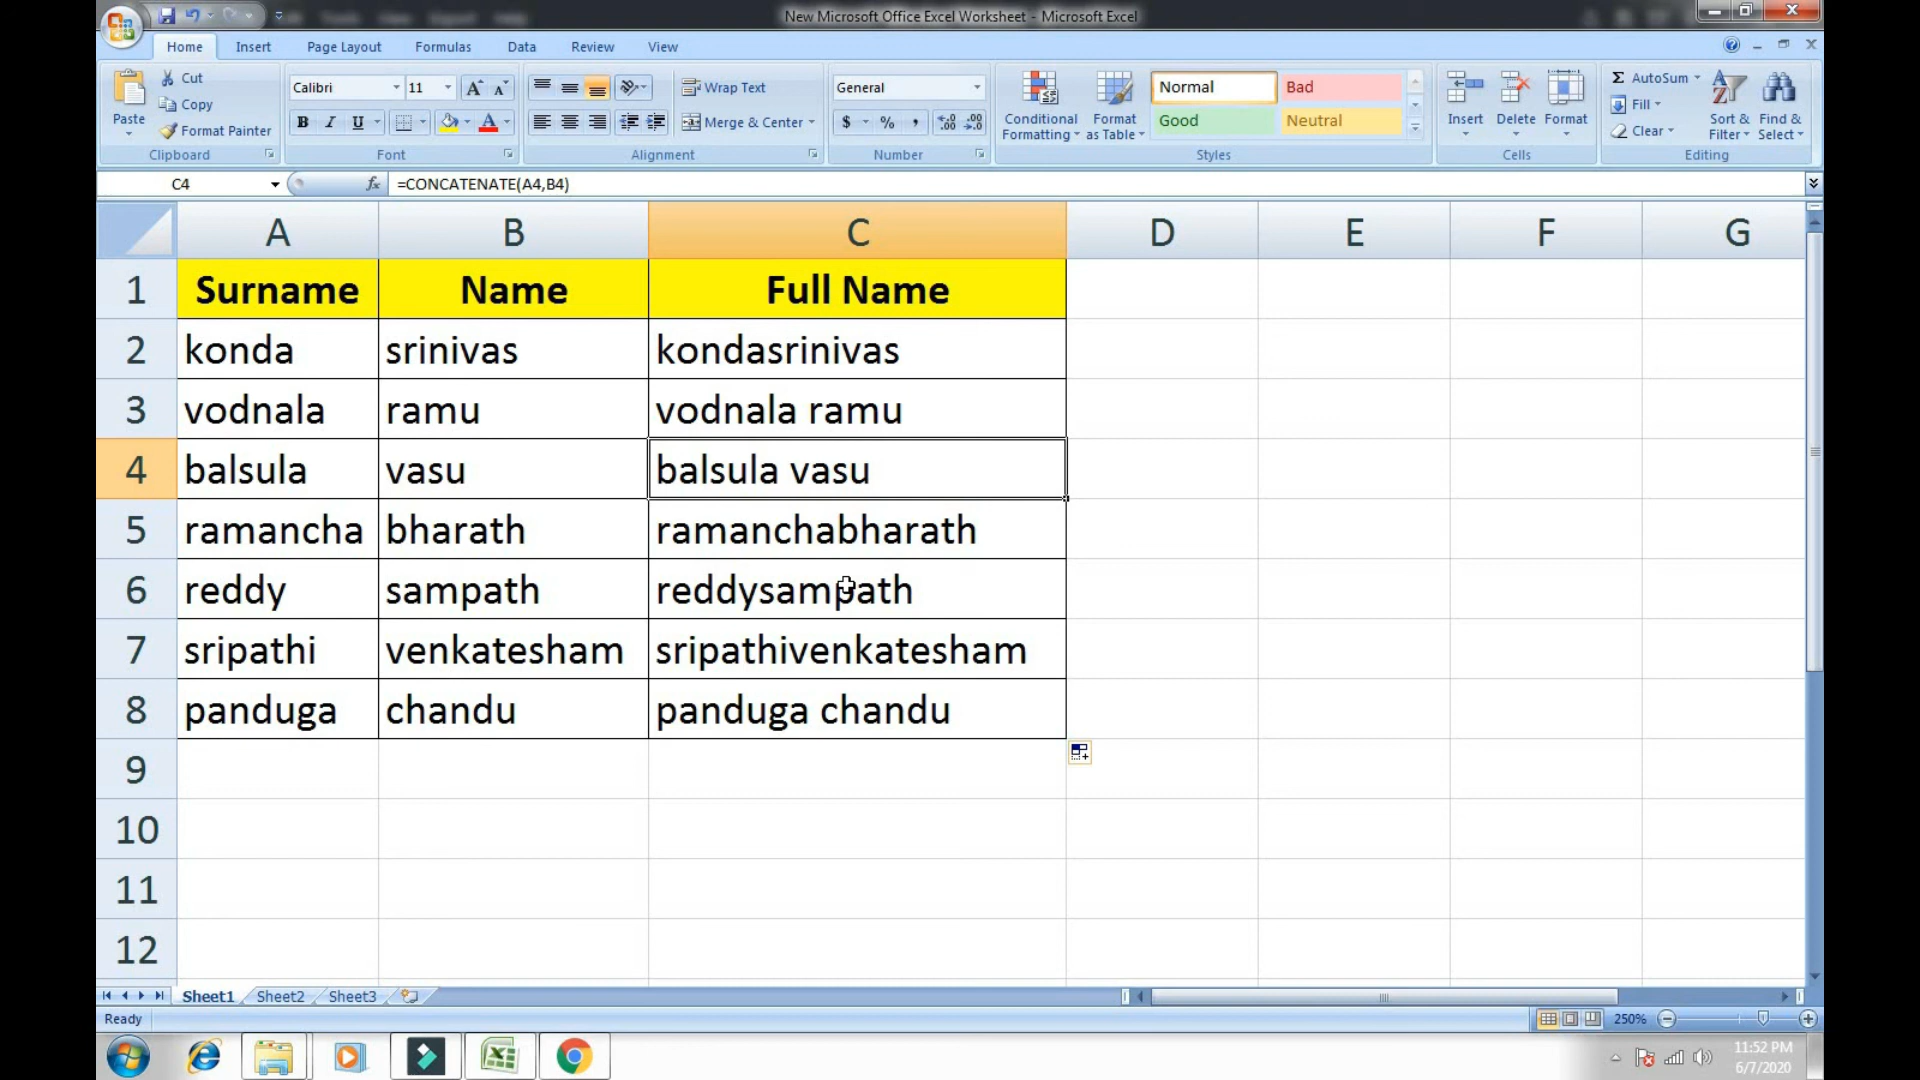 New Microsoft Office Excel Worksheet - Microsoft Excel
Home Insert Page Layout Formulas Data Review View
Paste Cut Copy Format Painter
Clipboard
Calibri 11
B I U A
Font
Wrap Text
Merge & Center
Alignment
General
$ % ,
Number
Conditional Formatting
Format as Table
Normal Bad
Good Neutral
Styles
Insert Delete Format
Cells
Σ AutoSum
Fill
Clear
Sort & Filter
Find & Select
Editing
C4 fx =CONCATENATE(A4,B4)
A B C D E F G
1 Surname Name Full Name
2 konda srinivas kondasrinivas
3 vodnala ramu vodnala ramu
4 balsula vasu balsula vasu
5 ramancha bharath ramanchabharath
6 reddy sampath reddysampath
7 sripathi venkatesham sripathivenkatesham
8 panduga chandu panduga chandu
9
10
11
12
Sheet1 Sheet2 Sheet3
Ready 250%
11:52 PM
6/7/2020